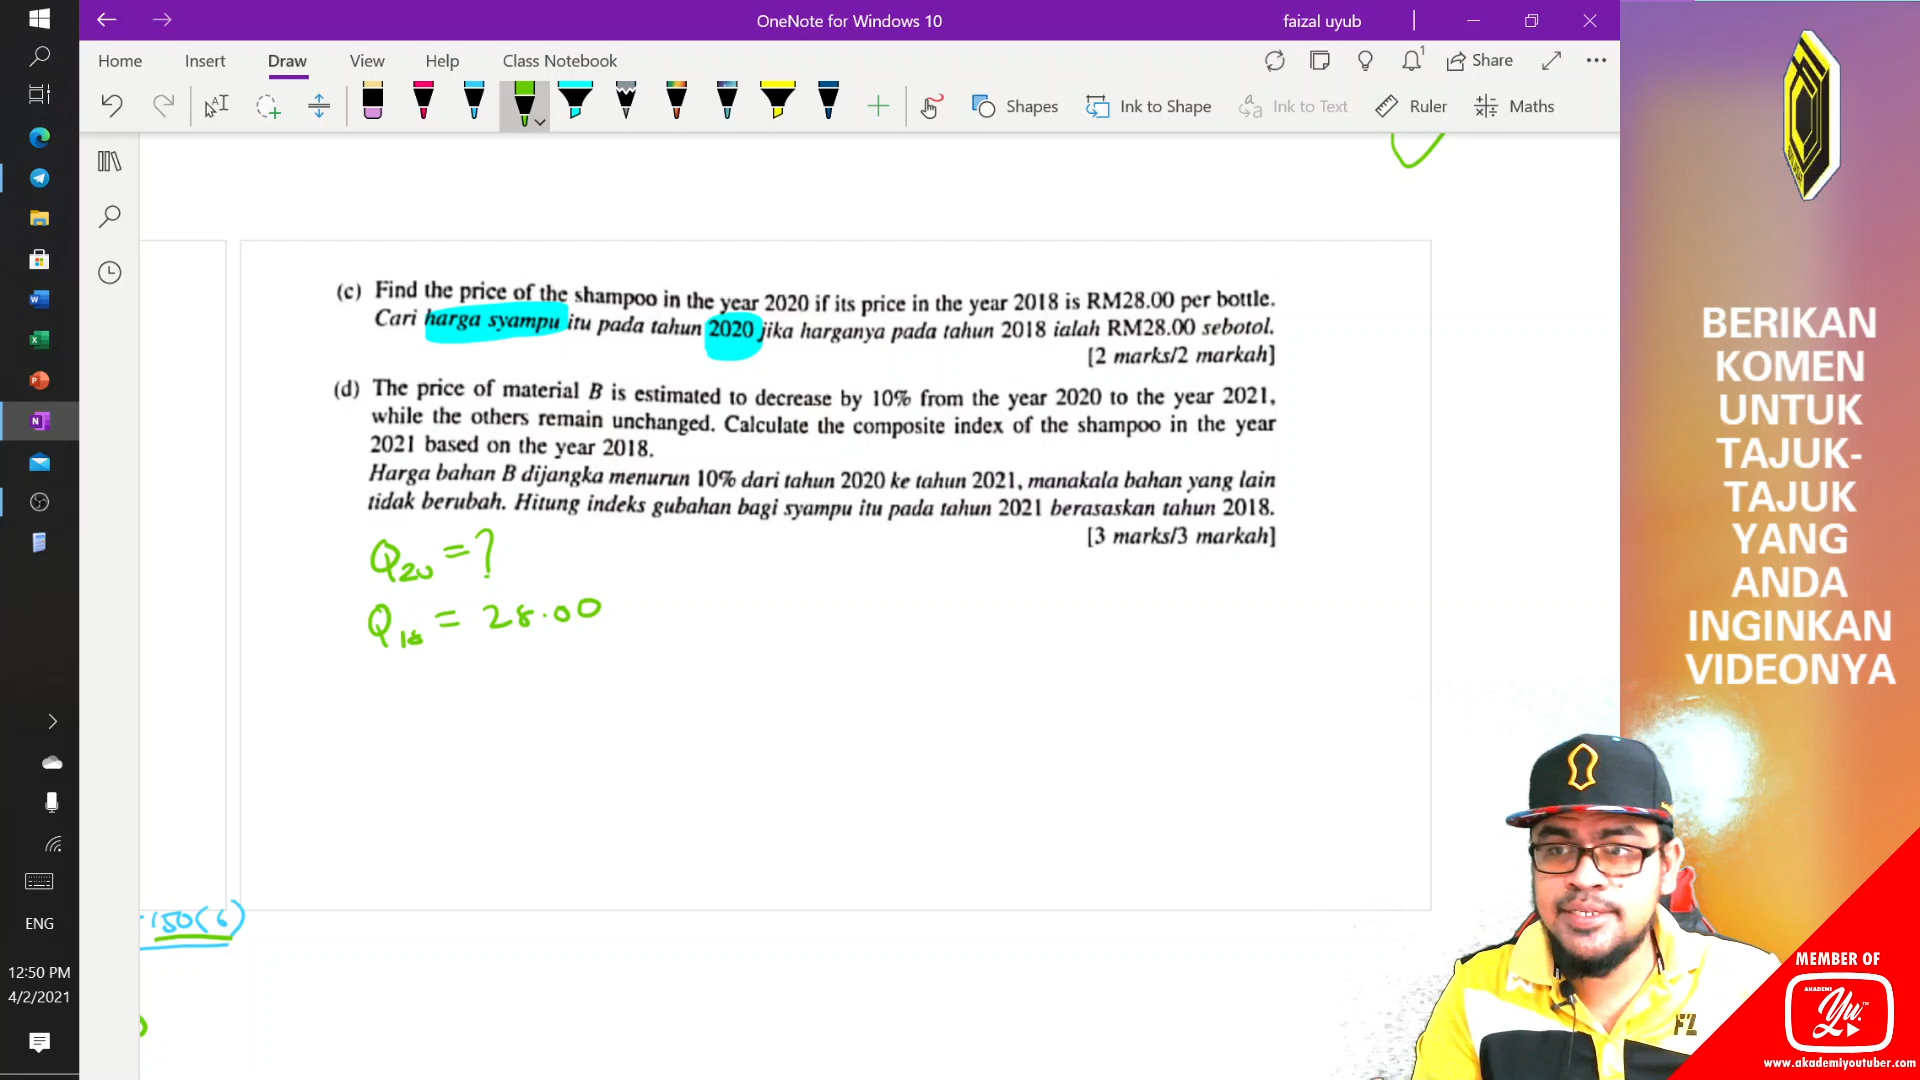 OneNote for Windows 10
faizal uyub
Home
Insert
Draw
View
Help
Class Notebook
1
Share
Shapes
Ink to Shape
Ink to Text
Ruler
Maths
(c) Find the price of the shampoo in the year 2020 if its price in the year 2018 is RM28.00 per bottle.
Cari harga syampu itu pada tahun 2020 jika harganya pada tahun 2018 ialah RM28.00 sebotol.
[2 marks/2 markah]
(d) The price of material B is estimated to decrease by 10% from the year 2020 to the year 2021,
while the others remain unchanged. Calculate the composite index of the shampoo in the year
2021 based on the year 2018.
Harga bahan B dijangka menurun 10% dari tahun 2020 ke tahun 2021, manakala bahan yang lain
tidak berubah. Hitung indeks gubahan bagi syampu itu pada tahun 2021 berasaskan tahun 2018.
[3 marks/3 markah]
Q20 = ?
Q18 = 28.00
150(6)
ENG
12:50 PM
4/2/2021
BERIKAN
KOMEN
UNTUK
TAJUK-
TAJUK
YANG
ANDA
INGINKAN
VIDEONYA
FZ
MEMBER OF
AKADEMI
Yu.
www.akademiyoutuber.com